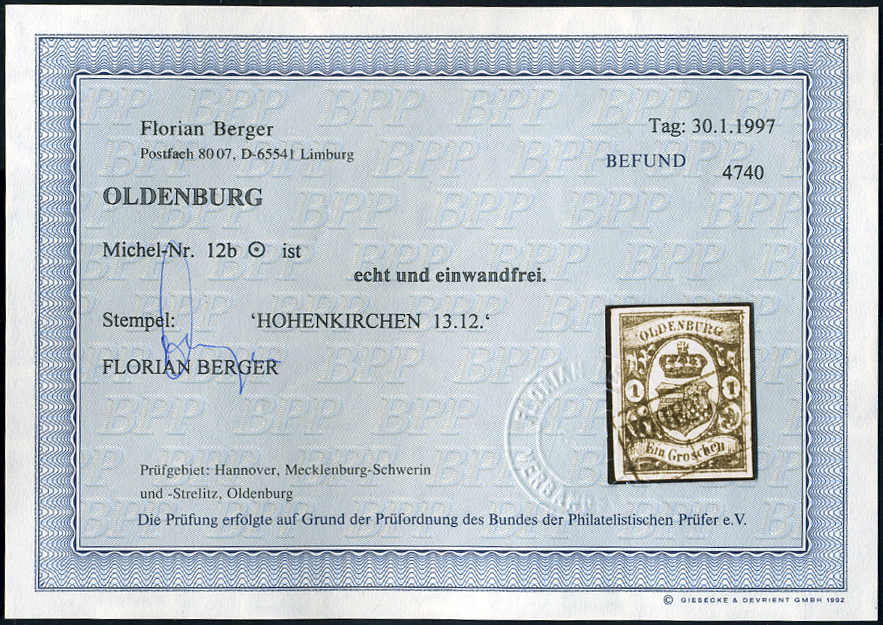 Florian Berger
Postfach 80 07, D-65541 Limburg
Tag: 30.1.1997
BEFUND
4740
OLDENBURG
Michel-Nr. 12b ⊙ ist
echt und einwandfrei.
Stempel: 'HOHENKIRCHEN 13.12.‘
FLORIAN BERGER
OLDENBURG
1 1
Ein Groschen
FLORIAN
Prüfgebiet: Hannover, Mecklenburg-Schwerin
und -Strelitz, Oldenburg
Die Prüfung erfolgte auf Grund der Prüfordnung des Bundes der Philatelistischen Prüfer e.V.
© GIESECKE & DEVRIENT GMBH 1992
BPP